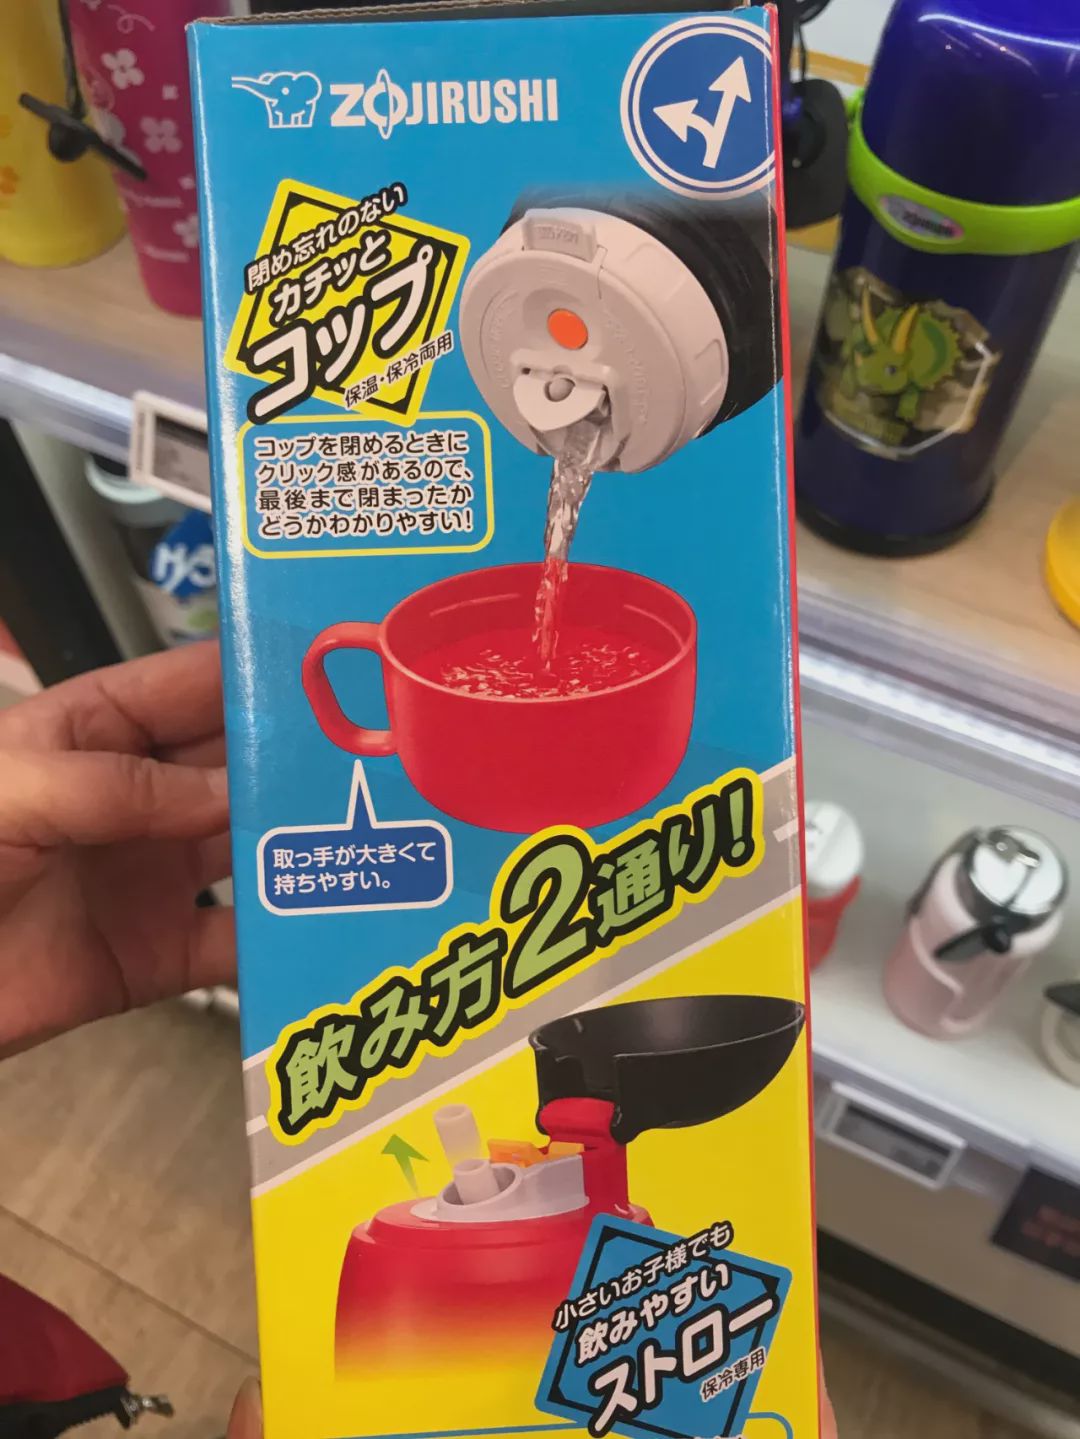 ZOJIRUSHI
閉め忘れのない
カチッと
コップ
保温・保冷両用
コップを閉めるときに
クリック感があるので、
最後まで閉まったか
どうかわかりやすい!
取っ手が大きくて
持ちやすい。
飲み方2通り!
小さいお子様でも
飲みやすい
ストロー
保冷専用